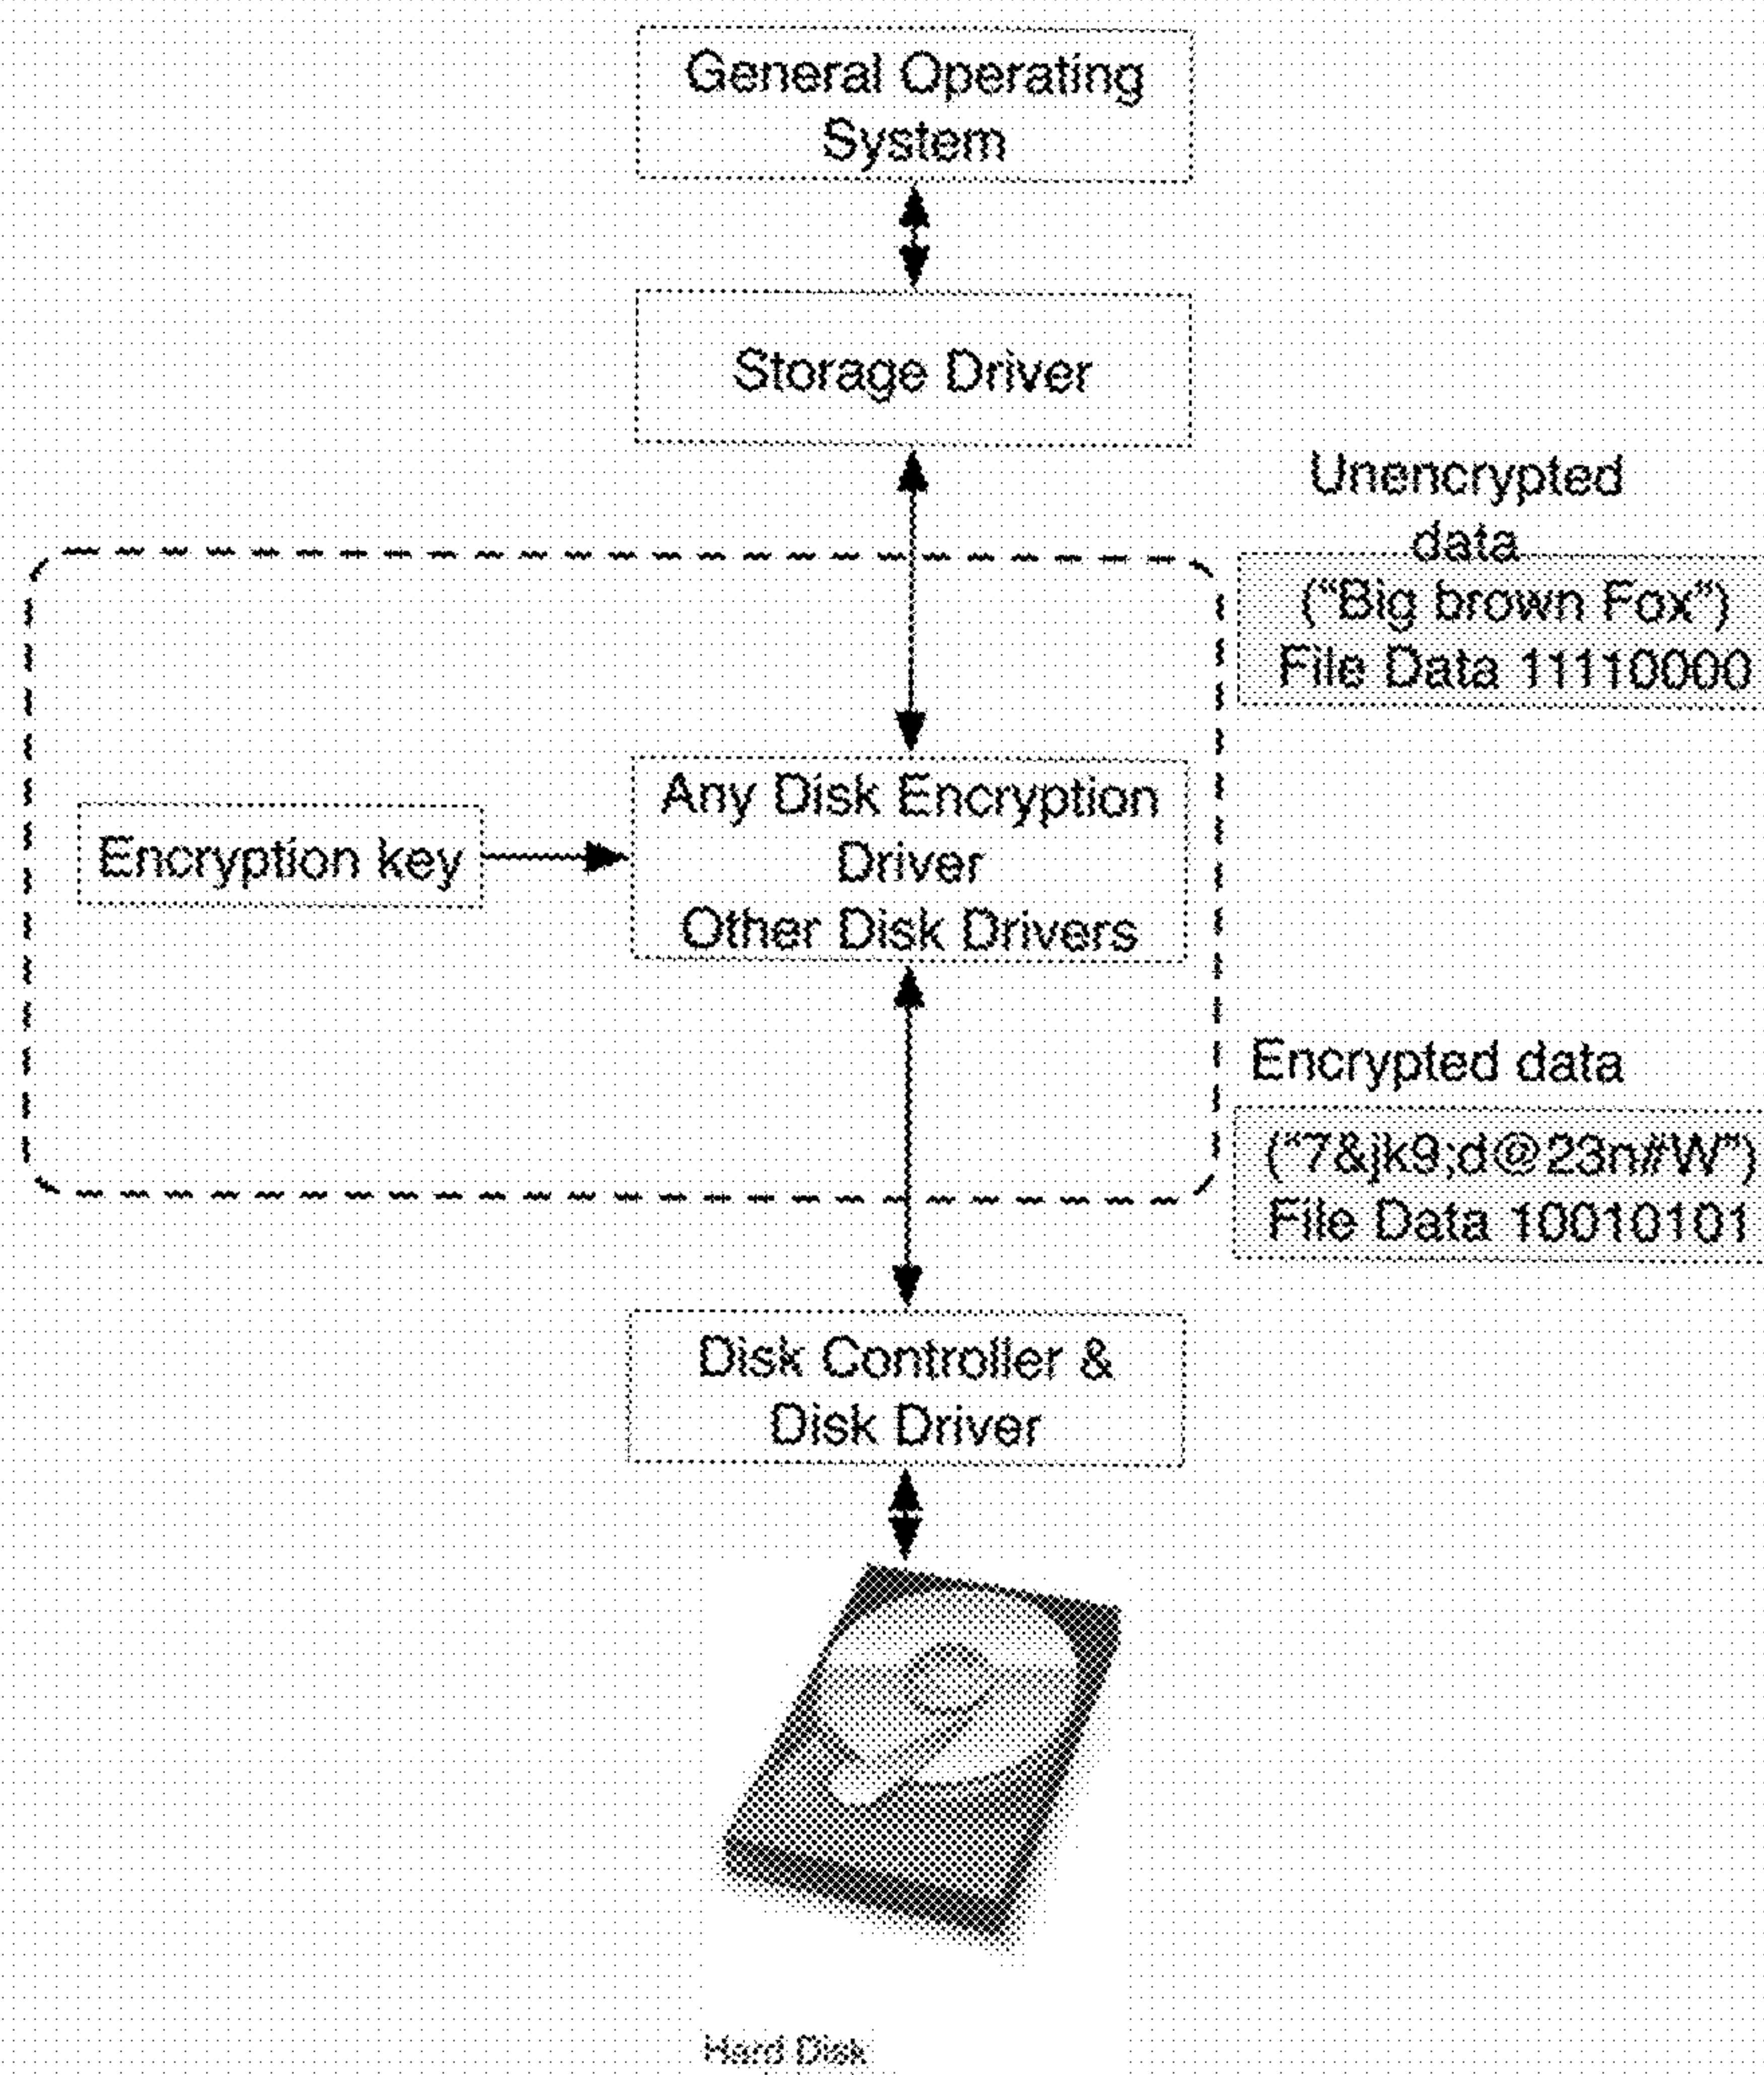 General Operating
System
Storage Driver
Unencrypted
data
(“Big brown Fox”)
File Data 11110000
Encryption key
Any Disk Encryption
Driver
Other Disk Drivers
Encrypted data
(“7&jk9;d@23n#W”)
File Data 10010101
Disk Controller &
Disk Driver
Hard Disk